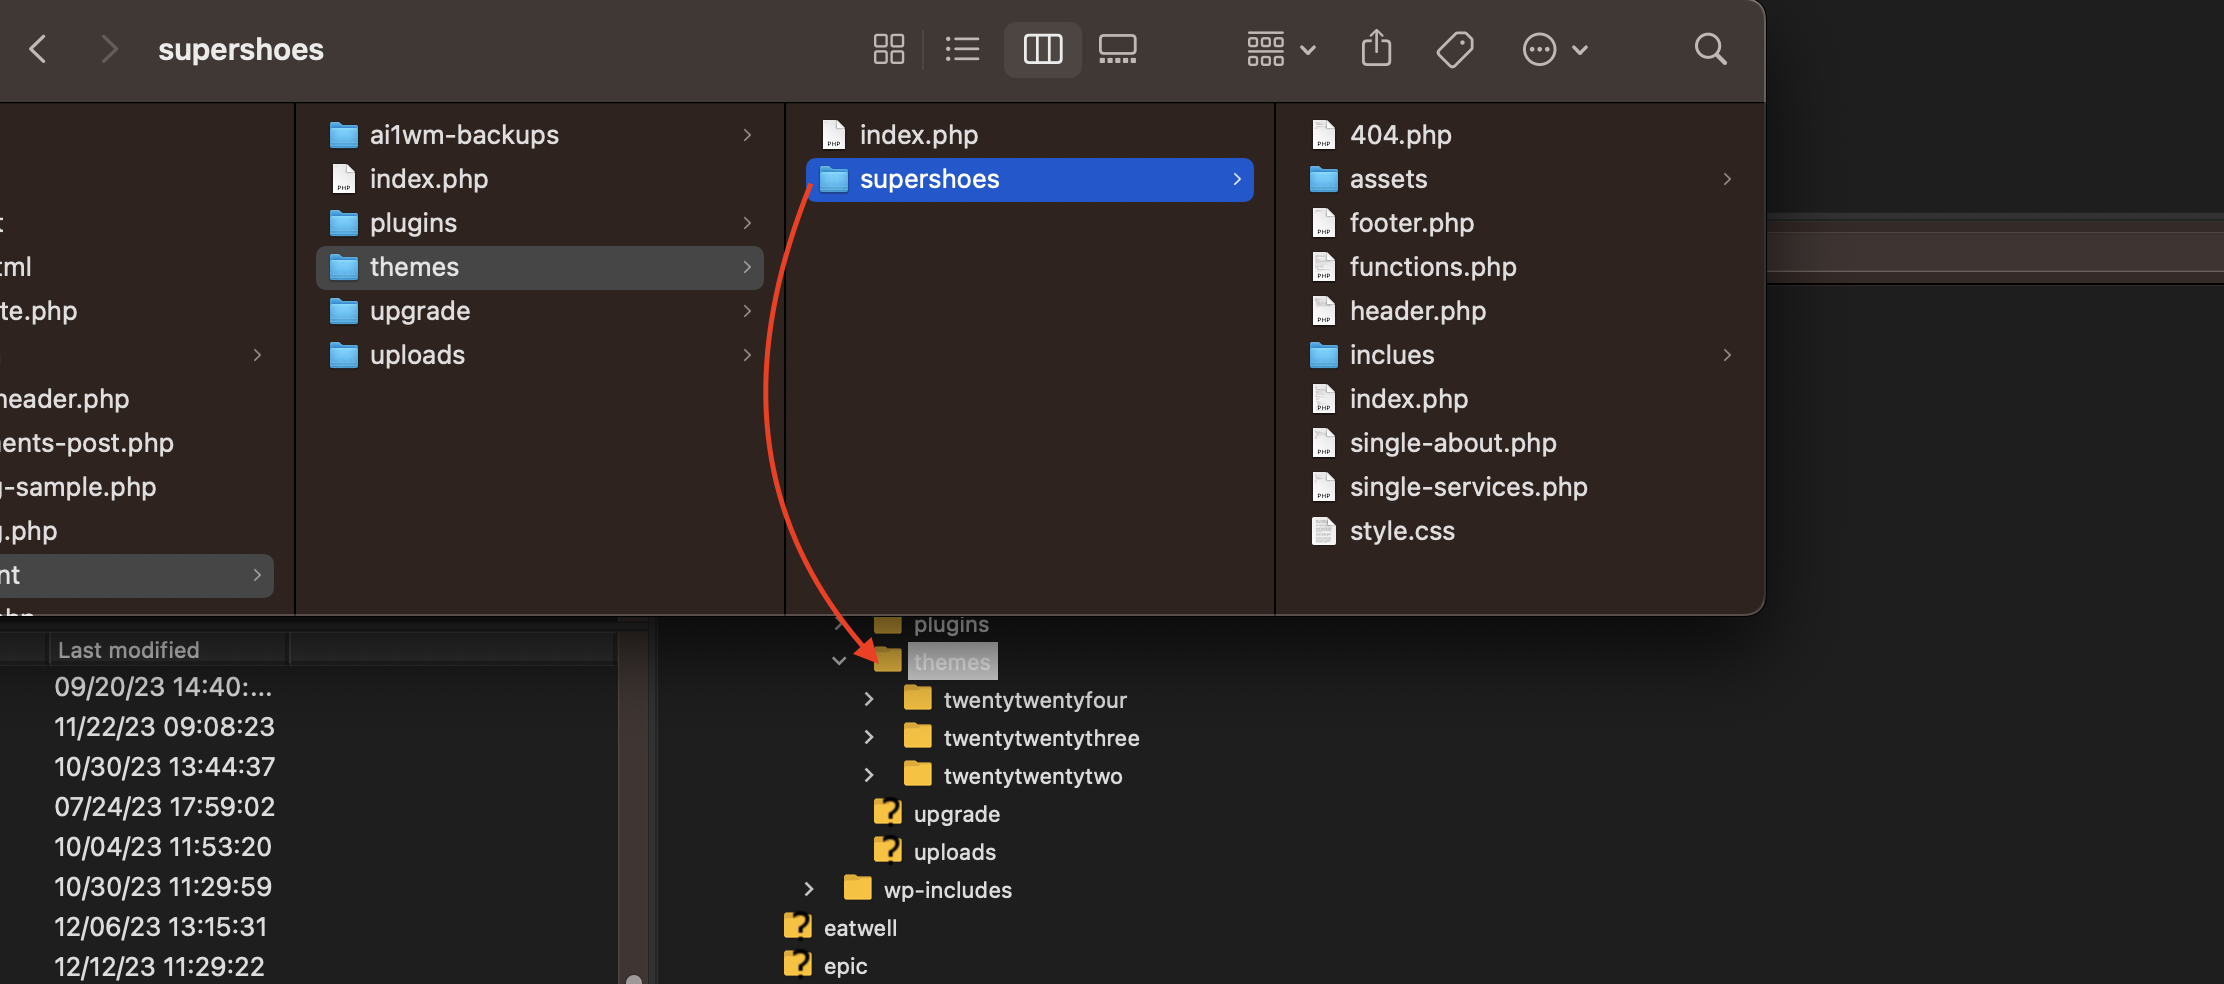 supershoes
tml
te.php
header.php
ents-post.php
-sample.php
.php
nt
ai1wm-backups
index.php
plugins
themes
upgrade
uploads
index.php
supershoes
404.php
assets
footer.php
functions.php
header.php
inclues
index.php
single-about.php
single-services.php
style.css
Last modified
09/20/23 14:40:...
11/22/23 09:08:23
10/30/23 13:44:37
07/24/23 17:59:02
10/04/23 11:53:20
10/30/23 11:29:59
12/06/23 13:15:31
12/12/23 11:29:22
plugins
themes
twentytwentyfour
twentytwentythree
twentytwentytwo
upgrade
uploads
wp-includes
eatwell
epic